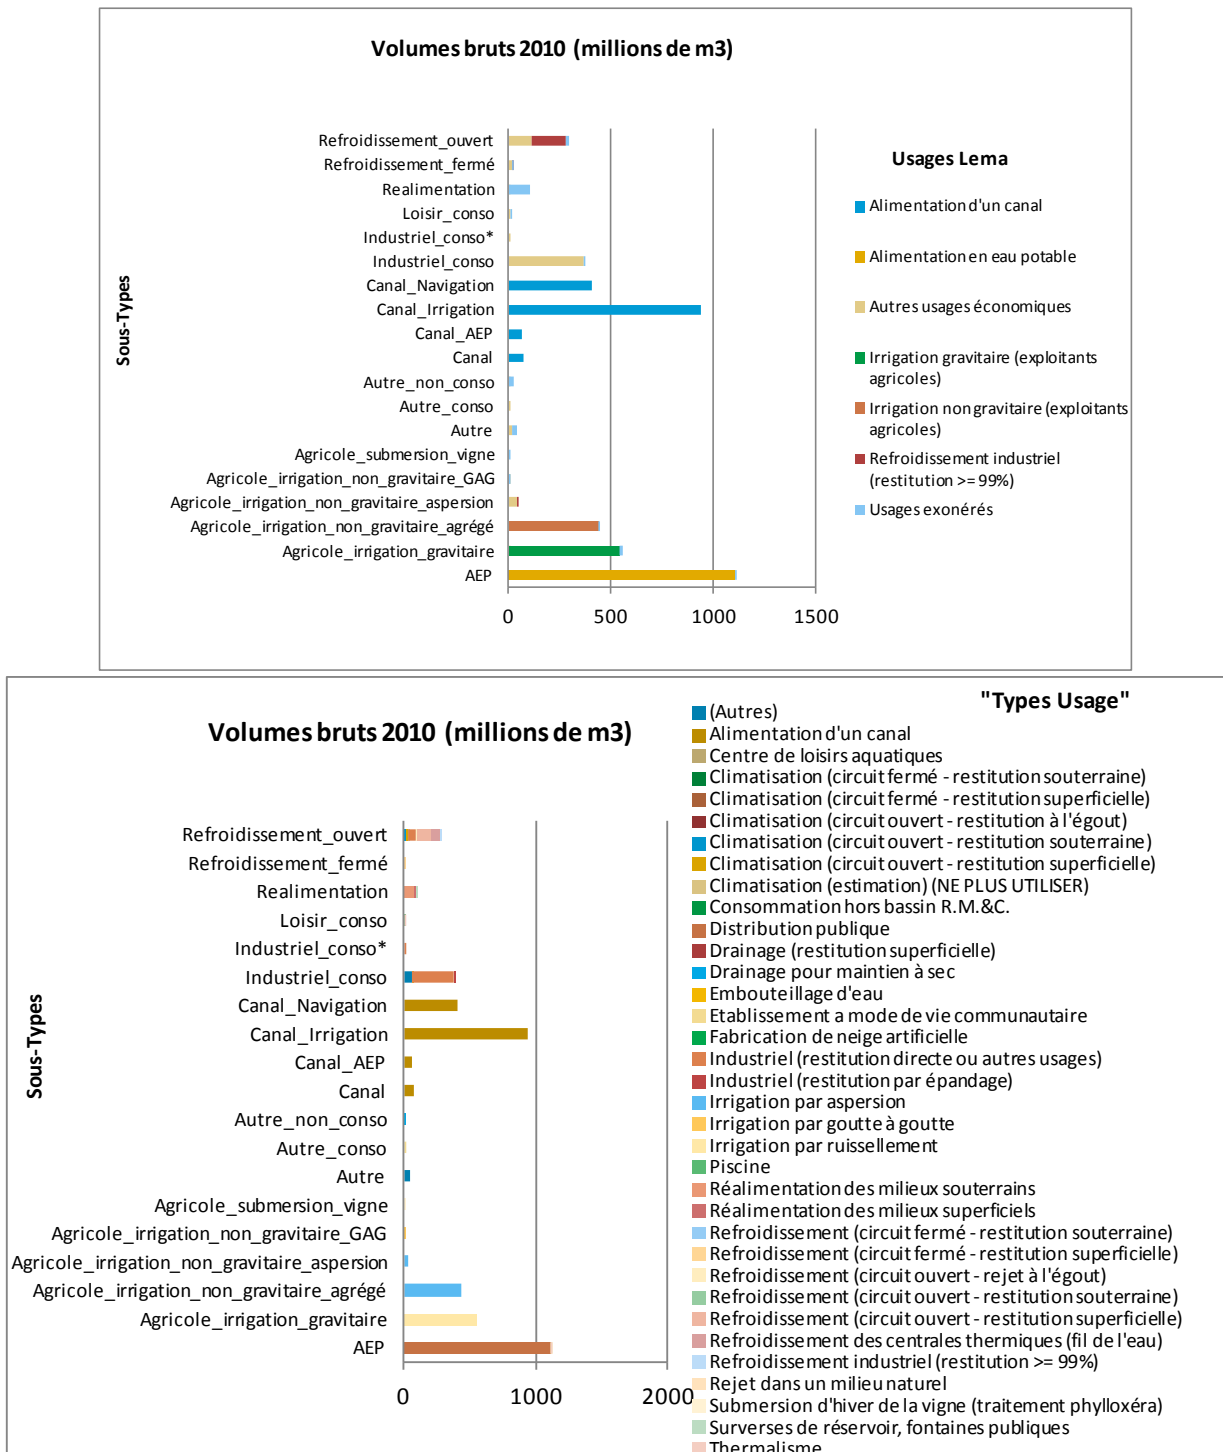 Volumes bruts 2010 (millions de m3)
Sous-Types
Refroidissement_ouvert
Refroidissement_fermé
Realimentation
Loisir_conso
Industriel_conso*
Industriel_conso
Canal_Navigation
Canal_Irrigation
Canal_AEP
Canal
Autre_non_conso
Autre_conso
Autre
Agricole_submersion_vigne
Agricole_irrigation_non_gravitaire_GAG
Agricole_irrigation_non_gravitaire_aspersion
Agricole_irrigation_non_gravitaire_agrégé
Agricole_irrigation_gravitaire
AEP
0 500 1000 1500
Usages Lema
Alimentation d'un canal
Alimentation en eau potable
Autres usages économiques
Irrigation gravitaire (exploitants
agricoles)
Irrigation non gravitaire (exploitants
agricoles)
Refroidissement industriel
(restitution >= 99%)
Usages exonérés
Volumes bruts 2010 (millions de m3)
Sous-Types
Refroidissement_ouvert
Refroidissement_fermé
Realimentation
Loisir_conso
Industriel_conso*
Industriel_conso
Canal_Navigation
Canal_Irrigation
Canal_AEP
Canal
Autre_non_conso
Autre_conso
Autre
Agricole_submersion_vigne
Agricole_irrigation_non_gravitaire_GAG
Agricole_irrigation_non_gravitaire_aspersion
Agricole_irrigation_non_gravitaire_agrégé
Agricole_irrigation_gravitaire
AEP
0 1000 2000
"Types Usage"
(Autres)
Alimentation d'un canal
Centre de loisirs aquatiques
Climatisation (circuit fermé - restitution souterraine)
Climatisation (circuit fermé - restitution superficielle)
Climatisation (circuit ouvert - restitution à l'égout)
Climatisation (circuit ouvert - restitution souterraine)
Climatisation (circuit ouvert - restitution superficielle)
Climatisation (estimation) (NE PLUS UTILISER)
Consommation hors bassin R.M.&C.
Distribution publique
Drainage (restitution superficielle)
Drainage pour maintien à sec
Embouteillage d'eau
Etablissement a mode de vie communautaire
Fabrication de neige artificielle
Industriel (restitution directe ou autres usages)
Industriel (restitution par épandage)
Irrigation par aspersion
Irrigation par goutte à goutte
Irrigation par ruissellement
Piscine
Réalimentation des milieux souterrains
Réalimentation des milieux superficiels
Refroidissement (circuit fermé - restitution souterraine)
Refroidissement (circuit fermé - restitution superficielle)
Refroidissement (circuit ouvert - rejet à l'égout)
Refroidissement (circuit ouvert - restitution souterraine)
Refroidissement (circuit ouvert - restitution superficielle)
Refroidissement des centrales thermiques (fil de l'eau)
Refroidissement industriel (restitution >= 99%)
Rejet dans un milieu naturel
Submersion d'hiver de la vigne (traitement phylloxéra)
Surverses de réservoir, fontaines publiques
Thermalisme